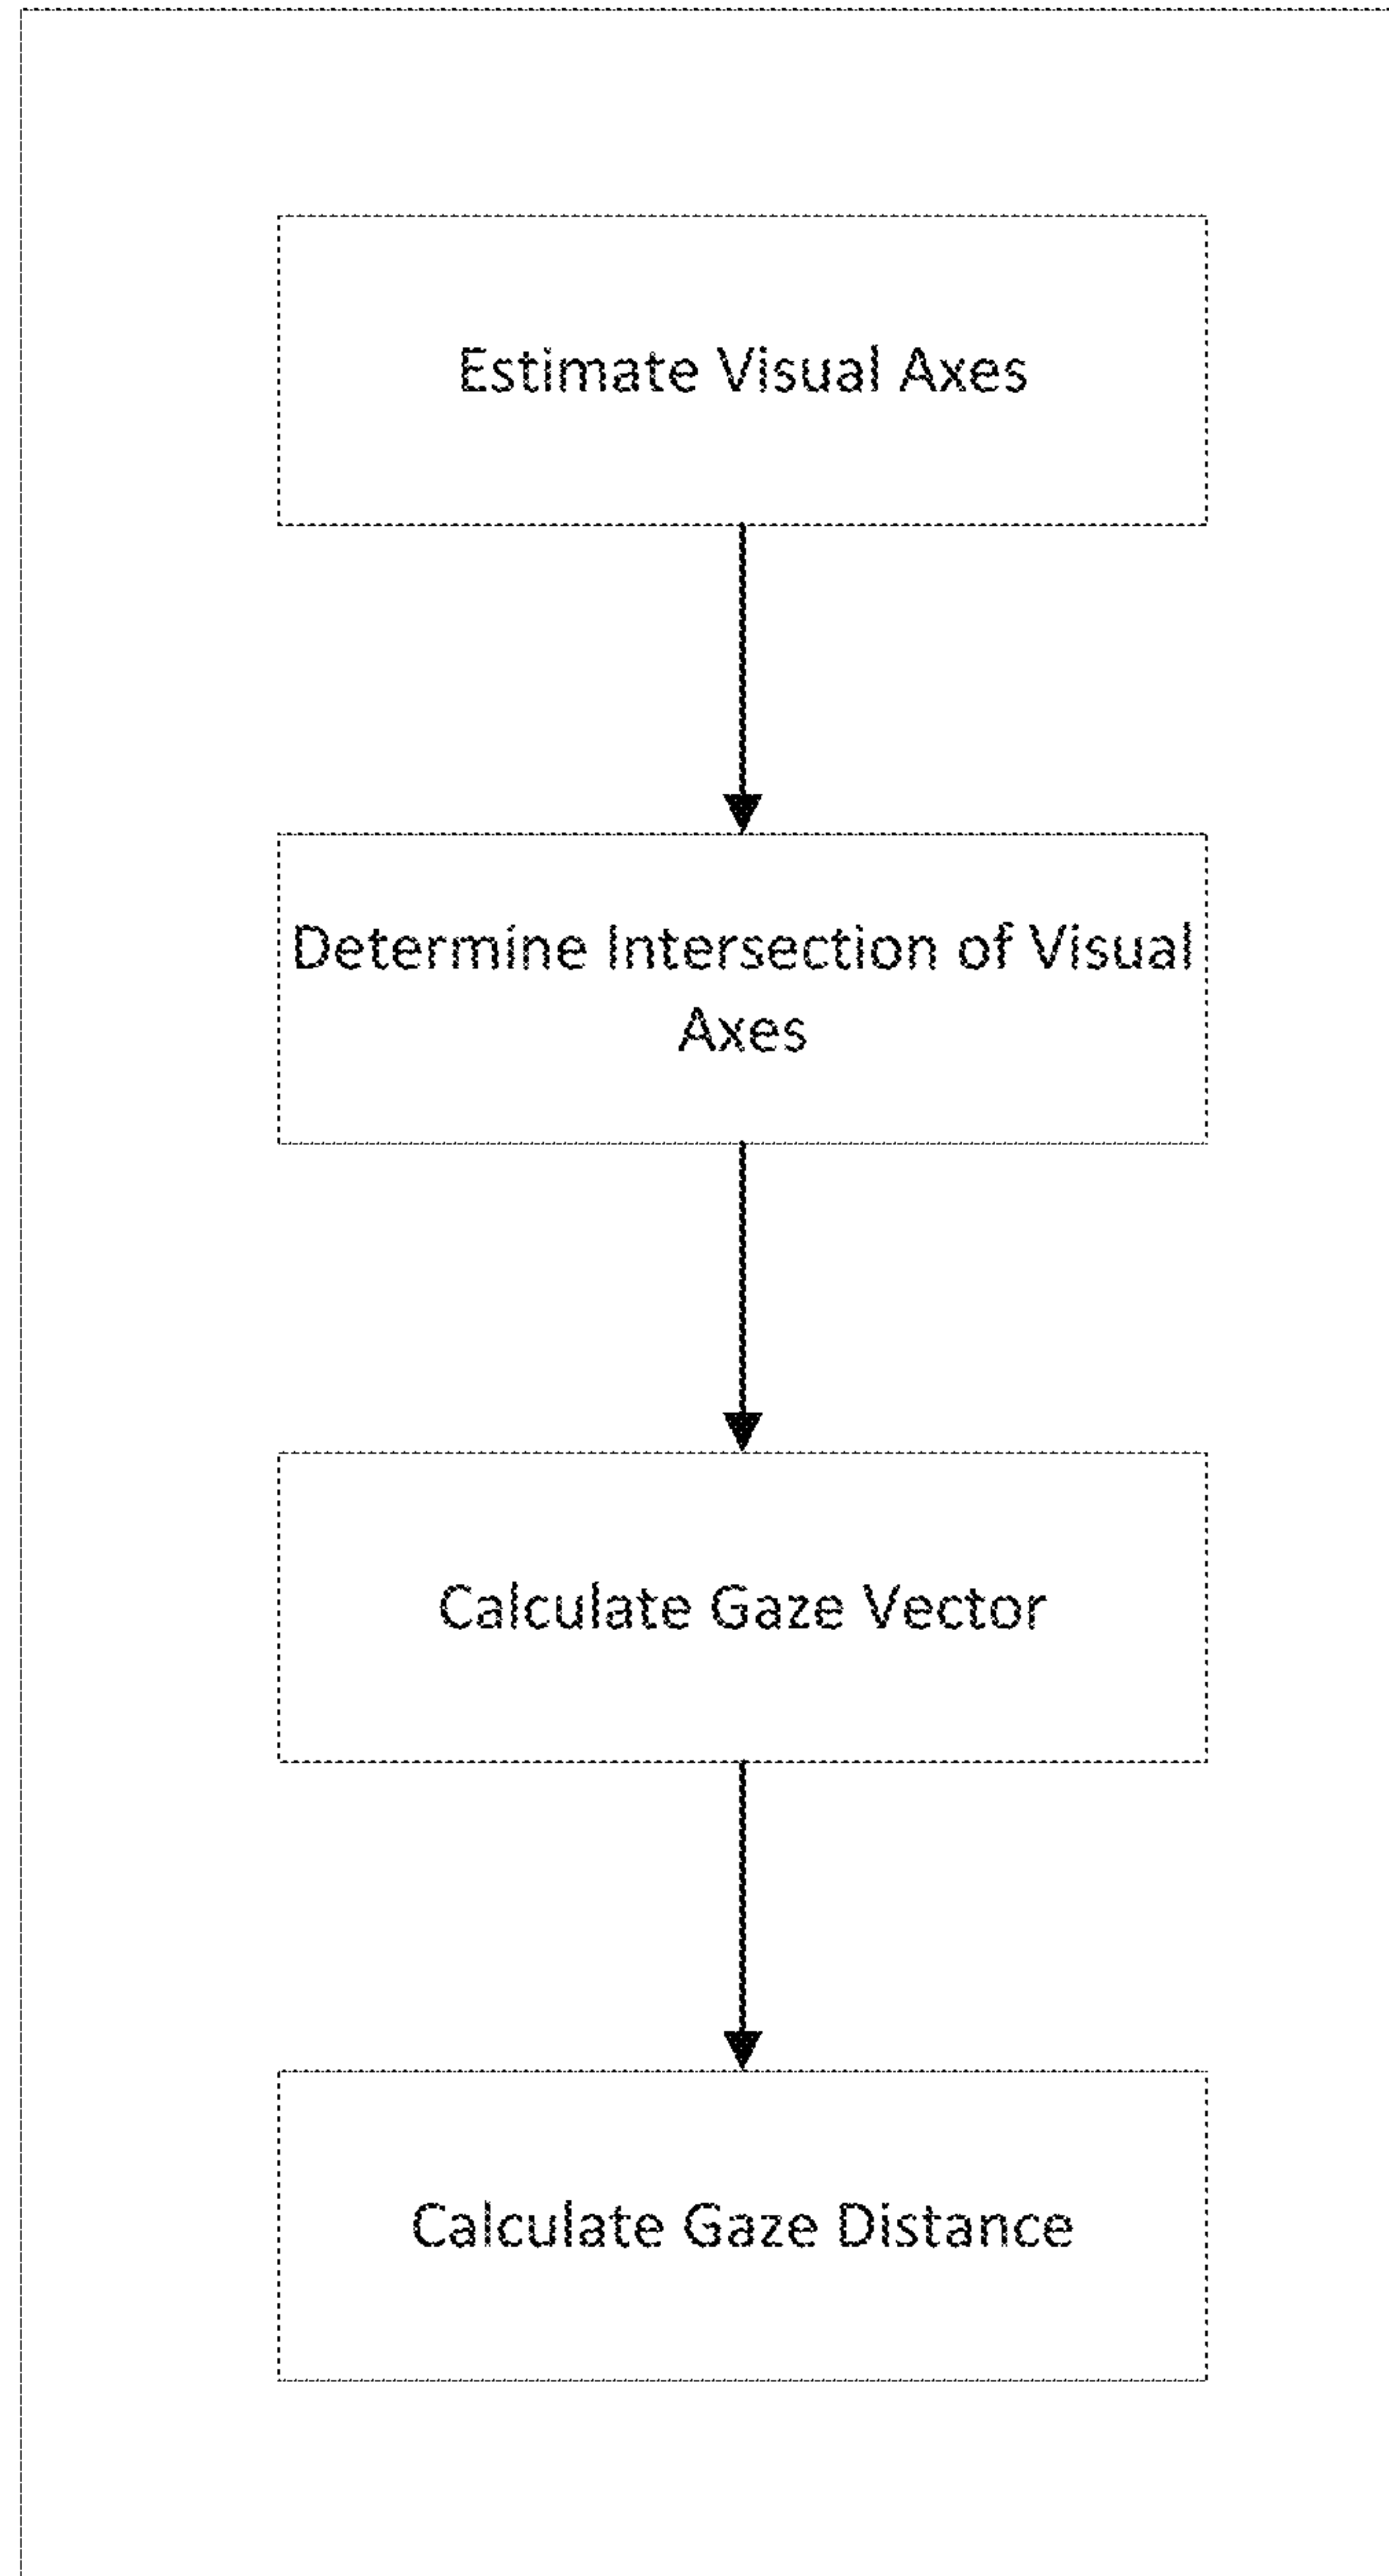 Estimate Visual Axes
Determine Intersection of Visual
Axes
Calculate Gaze Vector
Calculate Gaze Distance